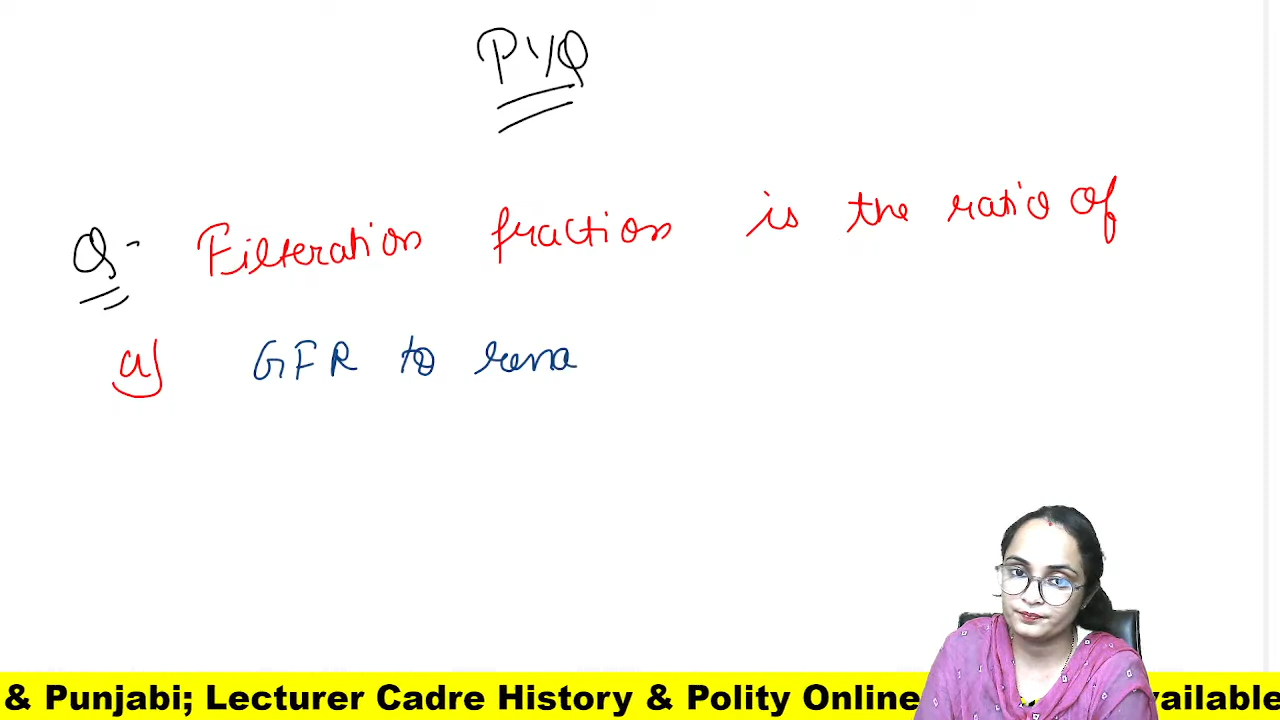 PYQ
Q- Filteration fraction is the ratio of
a) GFR to rena
& Punjabi; Lecturer Cadre History & Polity Online vailable